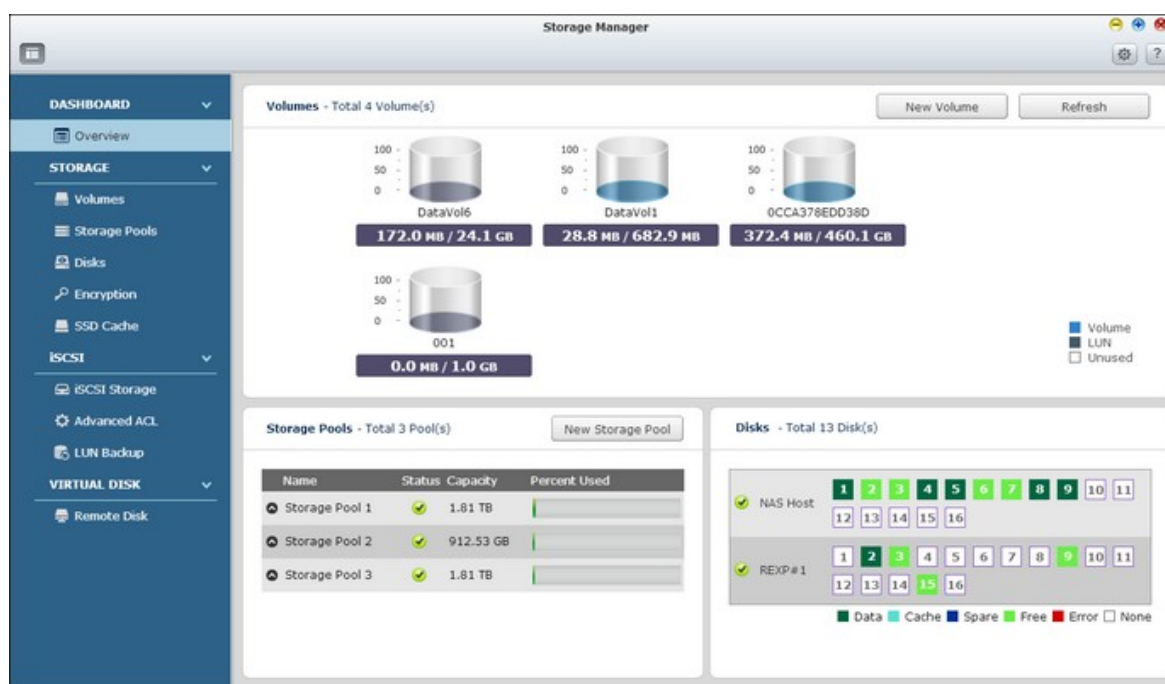 Storage Manager
?
DASHBOARD
Overview
STORAGE
Volumes
Storage Pools
Disks
Encryption
SSD Cache
iSCSI
iSCSI Storage
Advanced ACL
LUN Backup
VIRTUAL DISK
Remote Disk
Volumes - Total 4 Volume(s)
New Volume
Refresh
100
50
0
DataVol6
172.0 MB / 24.1 GB
100
50
0
DataVol1
28.8 MB / 682.9 MB
100
50
0
0CCA378EDD38D
372.4 MB / 460.1 GB
100
50
0
001
0.0 MB / 1.0 GB
Volume
LUN
Unused
Storage Pools - Total 3 Pool(s)
New Storage Pool
Name Status Capacity Percent Used
Storage Pool 1 1.81 TB
Storage Pool 2 912.53 GB
Storage Pool 3 1.81 TB
Disks - Total 13 Disk(s)
NAS Host
1 2 3 4 5 6 7 8 9 10 11
12 13 14 15 16
REXP#1
1 2 3 4 5 6 7 8 9 10 11
12 13 14 15 16
Data Cache Spare Free Error None